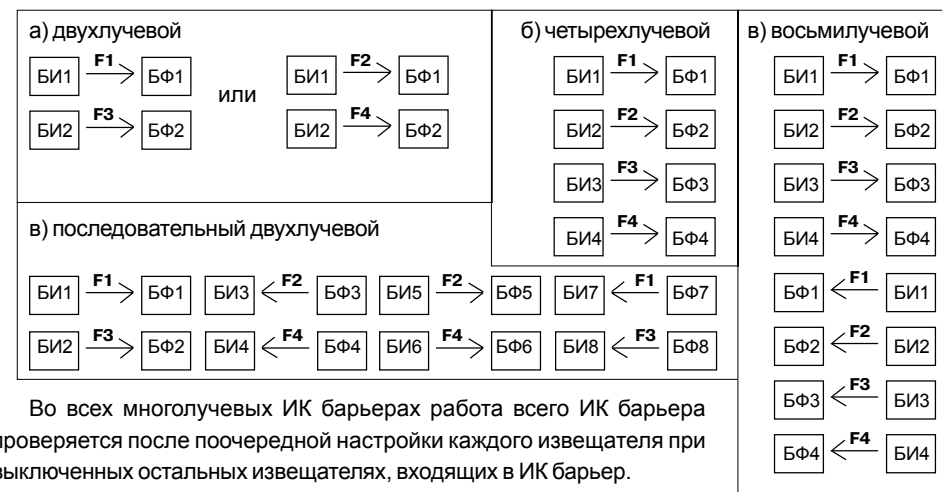 а) двухлучевой
БИ1 F1 БФ1 или БИ1 F2 БФ1
БИ2 F3 БФ2 БИ2 F4 БФ2
б) четырехлучевой
БИ1 F1 БФ1
БИ2 F2 БФ2
БИ3 F3 БФ3
БИ4 F4 БФ4
в) восьмилучевой
БИ1 F1 БФ1
БИ2 F2 БФ2
БИ3 F3 БФ3
БИ4 F4 БФ4
БФ1 F1 БИ1
БФ2 F2 БИ2
БФ3 F3 БИ3
БФ4 F4 БИ4
в) последовательный двухлучевой
БИ1 F1 БФ1 БИ3 F2 БФ3 БИ5 F2 БФ5 БИ7 F1 БФ7
БИ2 F3 БФ2 БИ4 F4 БФ4 БИ6 F4 БФ6 БИ8 F3 БФ8
Во всех многолучевых ИК барьерах работа всего ИК барьера
проверяется после поочередной настройки каждого извещателя при
выключенных остальных извещателях, входящих в ИК барьер.